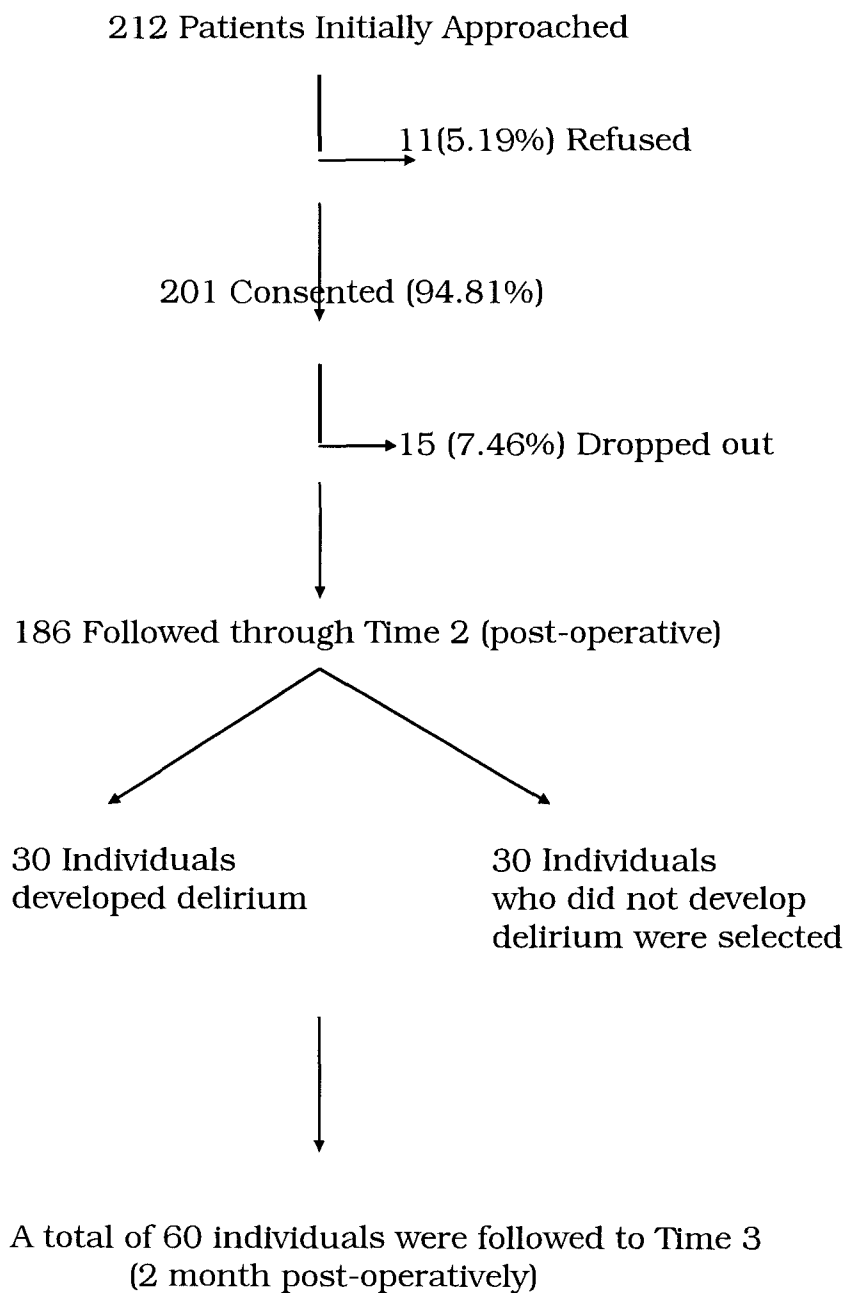 212 Patients Initially Approached
11(5.19%) Refused
201 Consented (94.81%)
15 (7.46%) Dropped out
186 Followed through Time 2 (post-operative)
30 Individuals
developed delirium
30 Individuals
who did not develop
delirium were selected
A total of 60 individuals were followed to Time 3
(2 month post-operatively)